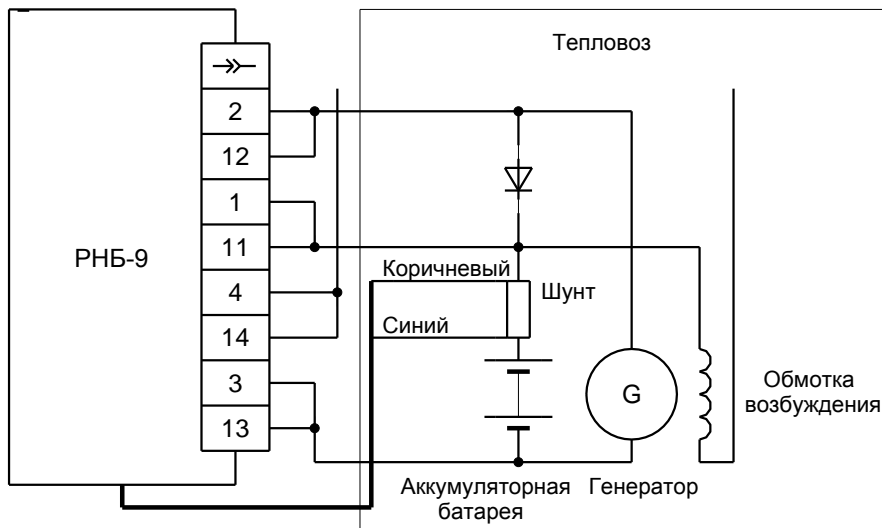 Тепловоз
2
12
1
11
4
14
3
13
РНБ-9
Коричневый
Синий
Шунт
G
Обмотка
возбуждения
Аккумуляторная
батарея
Генератор